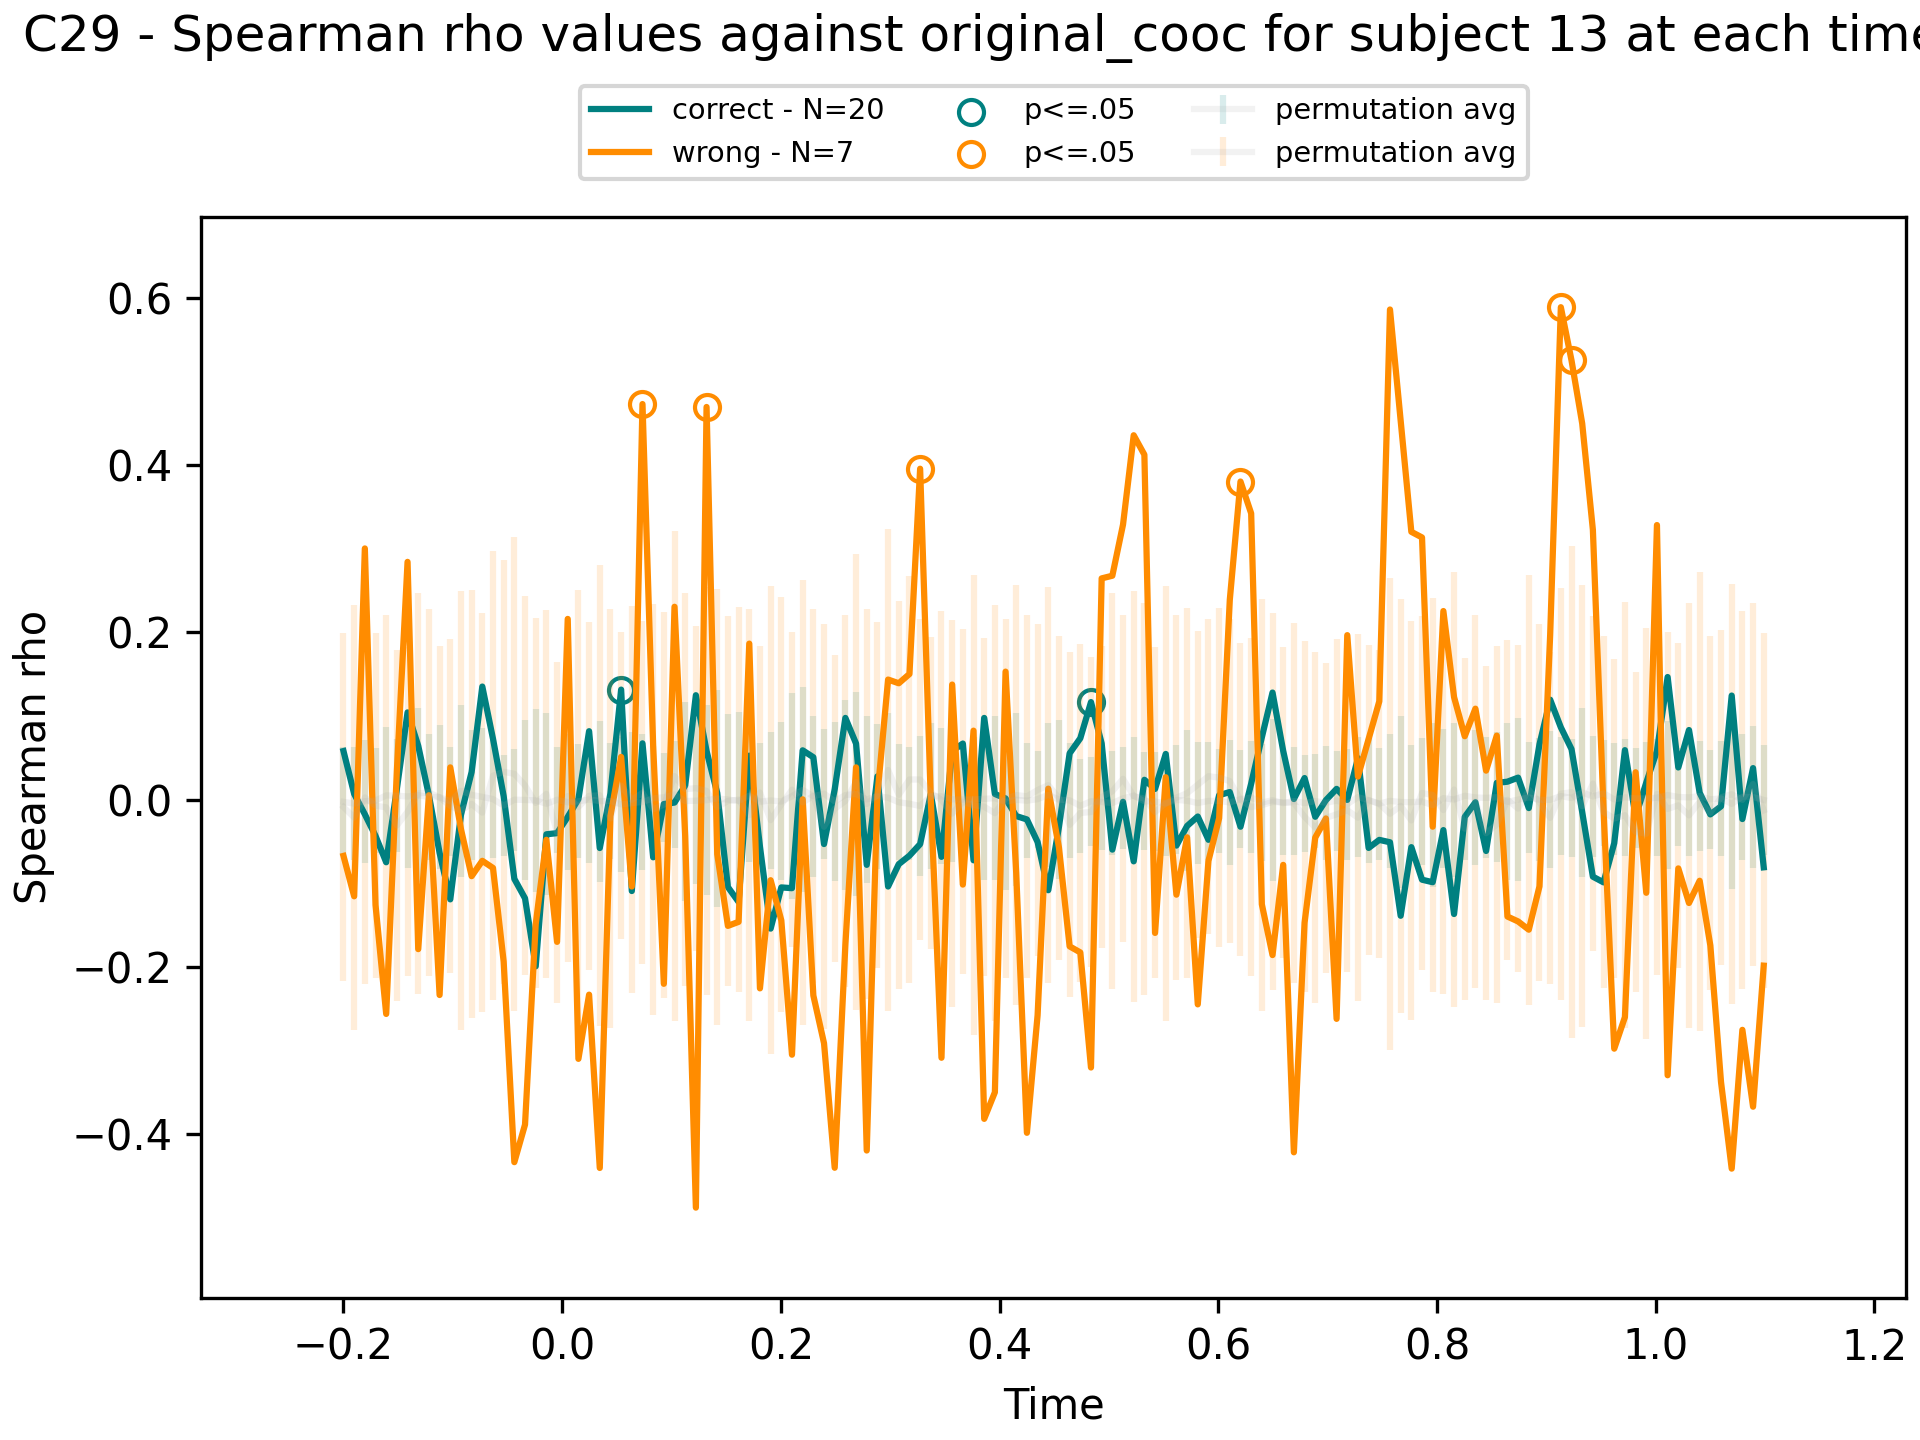 C29 - Spearman rho values against original_cooc for subject 13 at each time
correct - N=20
wrong - N=7
p<=.05
p<=.05
permutation avg
permutation avg
Spearman rho
0.6
0.4
0.2
0.0
−0.2
−0.4
−0.2 0.0 0.2 0.4 0.6 0.8 1.0 1.2
Time